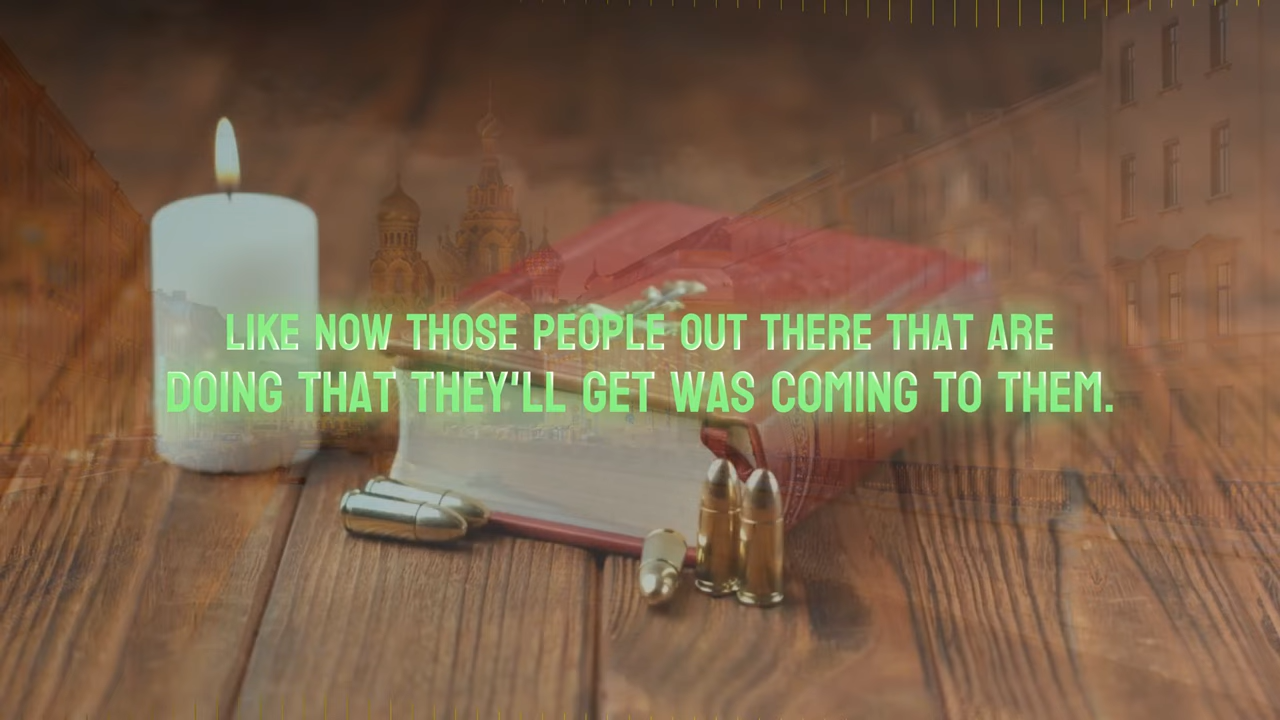 LIKE NOW THOSE PEOPLE OUT THERE THAT ARE
DOING THAT THEY'LL GET WAS COMING TO THEM.